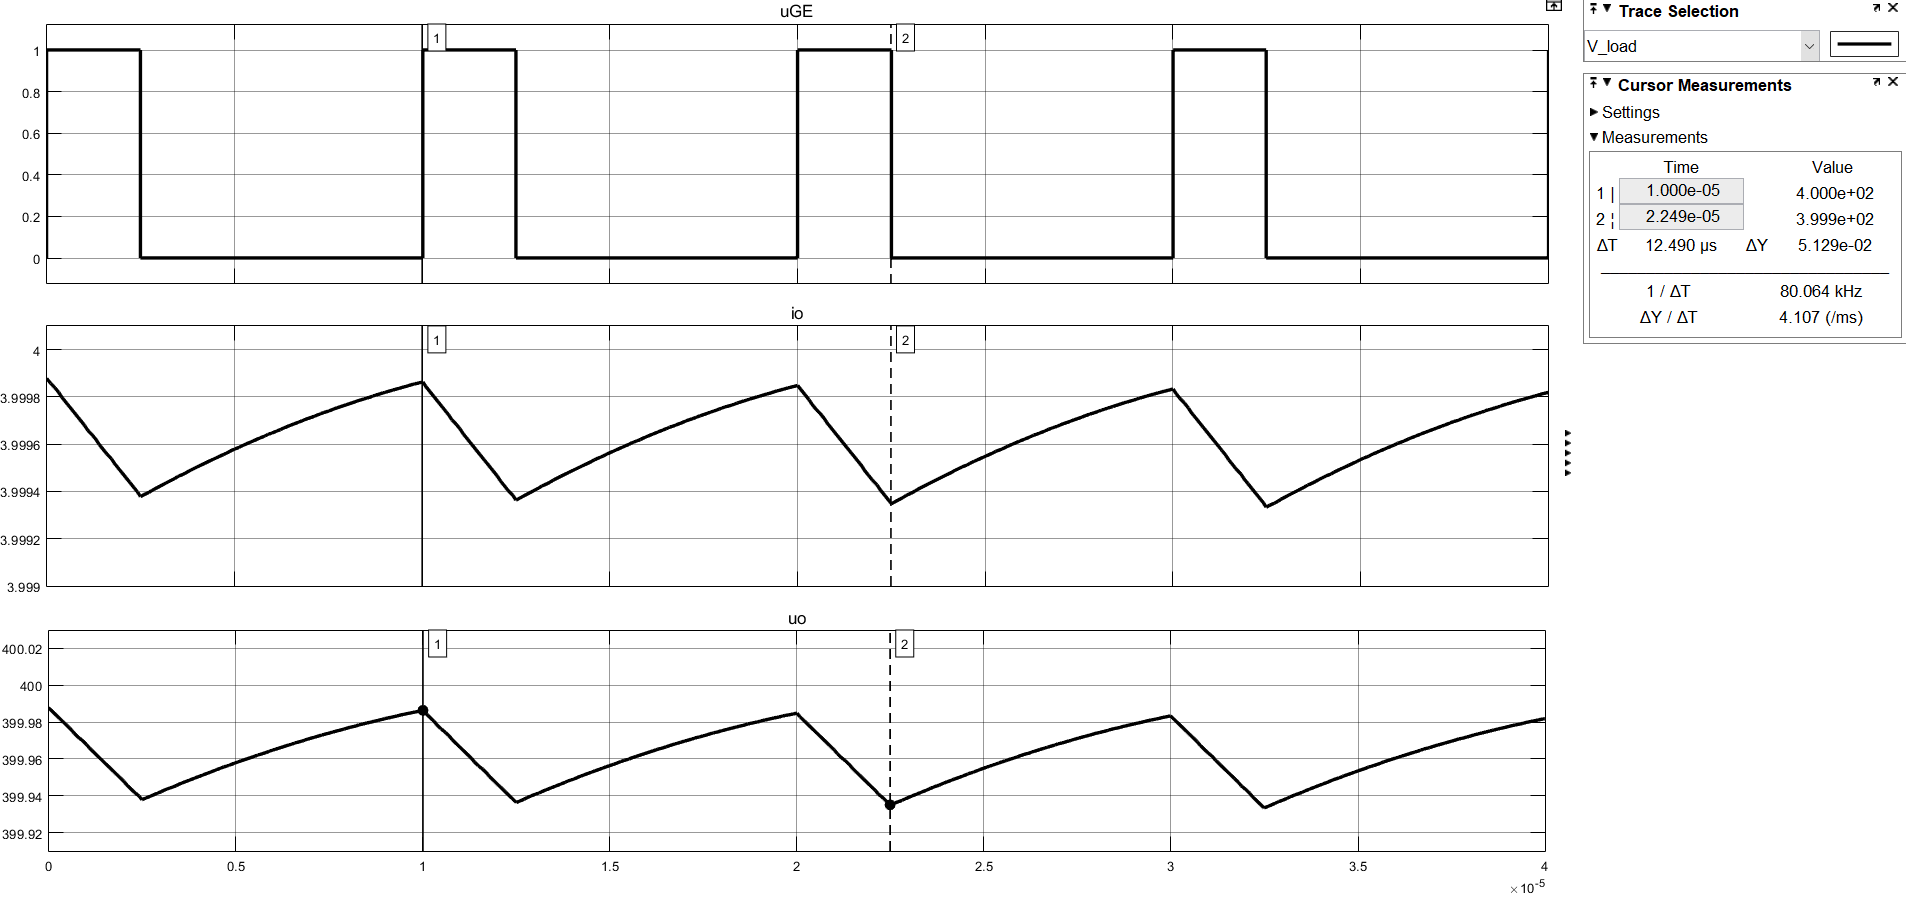 uGE
1
2
1
0.8
0.6
0.4
0.2
0
io
1
2
4
3.9998
3.9996
3.9994
3.9992
3.999
uo
1
2
400.02
400
399.98
399.96
399.94
399.92
0
0.5
1
1.5
2
2.5
3
3.5
4
×10-5
Trace Selection
V_load
Cursor Measurements
Settings
Measurements
Time Value
1 | 1.000e-05 4.000e+02
2 ¦ 2.249e-05 3.999e+02
ΔT 12.490 µs ΔY 5.129e-02
1 / ΔT 80.064 kHz
ΔY / ΔT 4.107 (/ms)